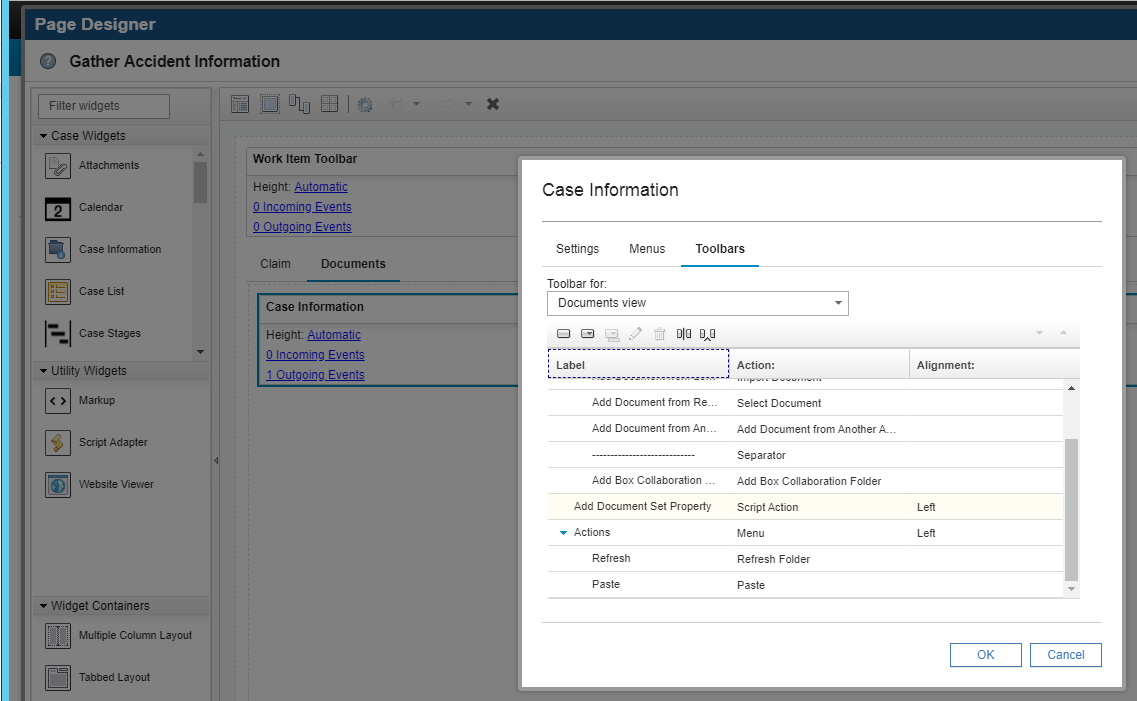 Page Designer
Gather Accident Information
Filter widgets
Case Widgets
Attachments
Calendar
Case Information
Case List
Case Stages
Utility Widgets
Markup
Script Adapter
Website Viewer
Widget Containers
Multiple Column Layout
Tabbed Layout
Work Item Toolbar
Height: Automatic
0 Incoming Events
0 Outgoing Events
Claim Documents
Case Information
Height: Automatic
0 Incoming Events
1 Outgoing Events
Case Information
Settings Menus Toolbars
Toolbar for:
Documents view
Label Action: Alignment:
Import Document
Add Document from Re... Select Document
Add Document from An... Add Document from Another A...
---------------------------- Separator
Add Box Collaboration ... Add Box Collaboration Folder
Add Document Set Property Script Action Left
Actions Menu Left
Refresh Refresh Folder
Paste Paste
OK Cancel